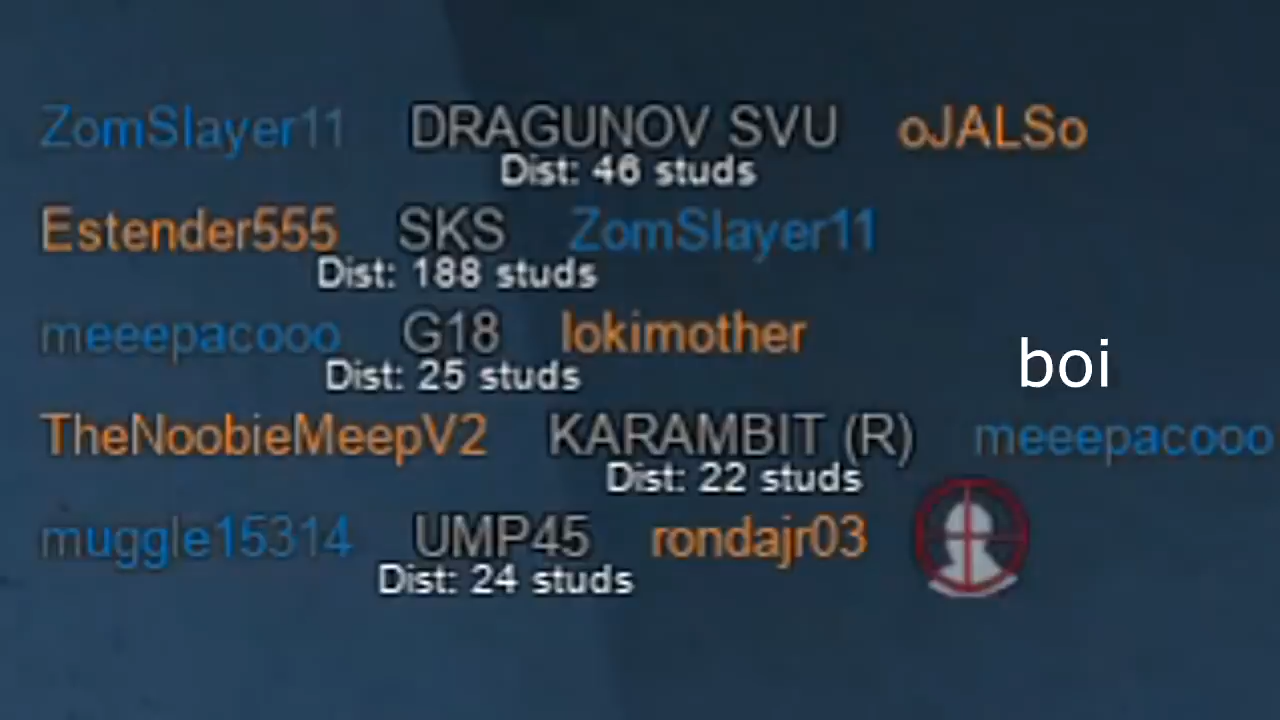 ZomSlayer11 DRAGUNOV SVU oJALSo
Dist: 46 studs
Estender555 SKS ZomSlayer11
Dist: 188 studs
meeepacooo G18 lokimother
Dist: 25 studs
boi
TheNoobieMeepV2 KARAMBIT (R) meeepacooo
Dist: 22 studs
muggle15314 UMP45 rondajr03
Dist: 24 studs